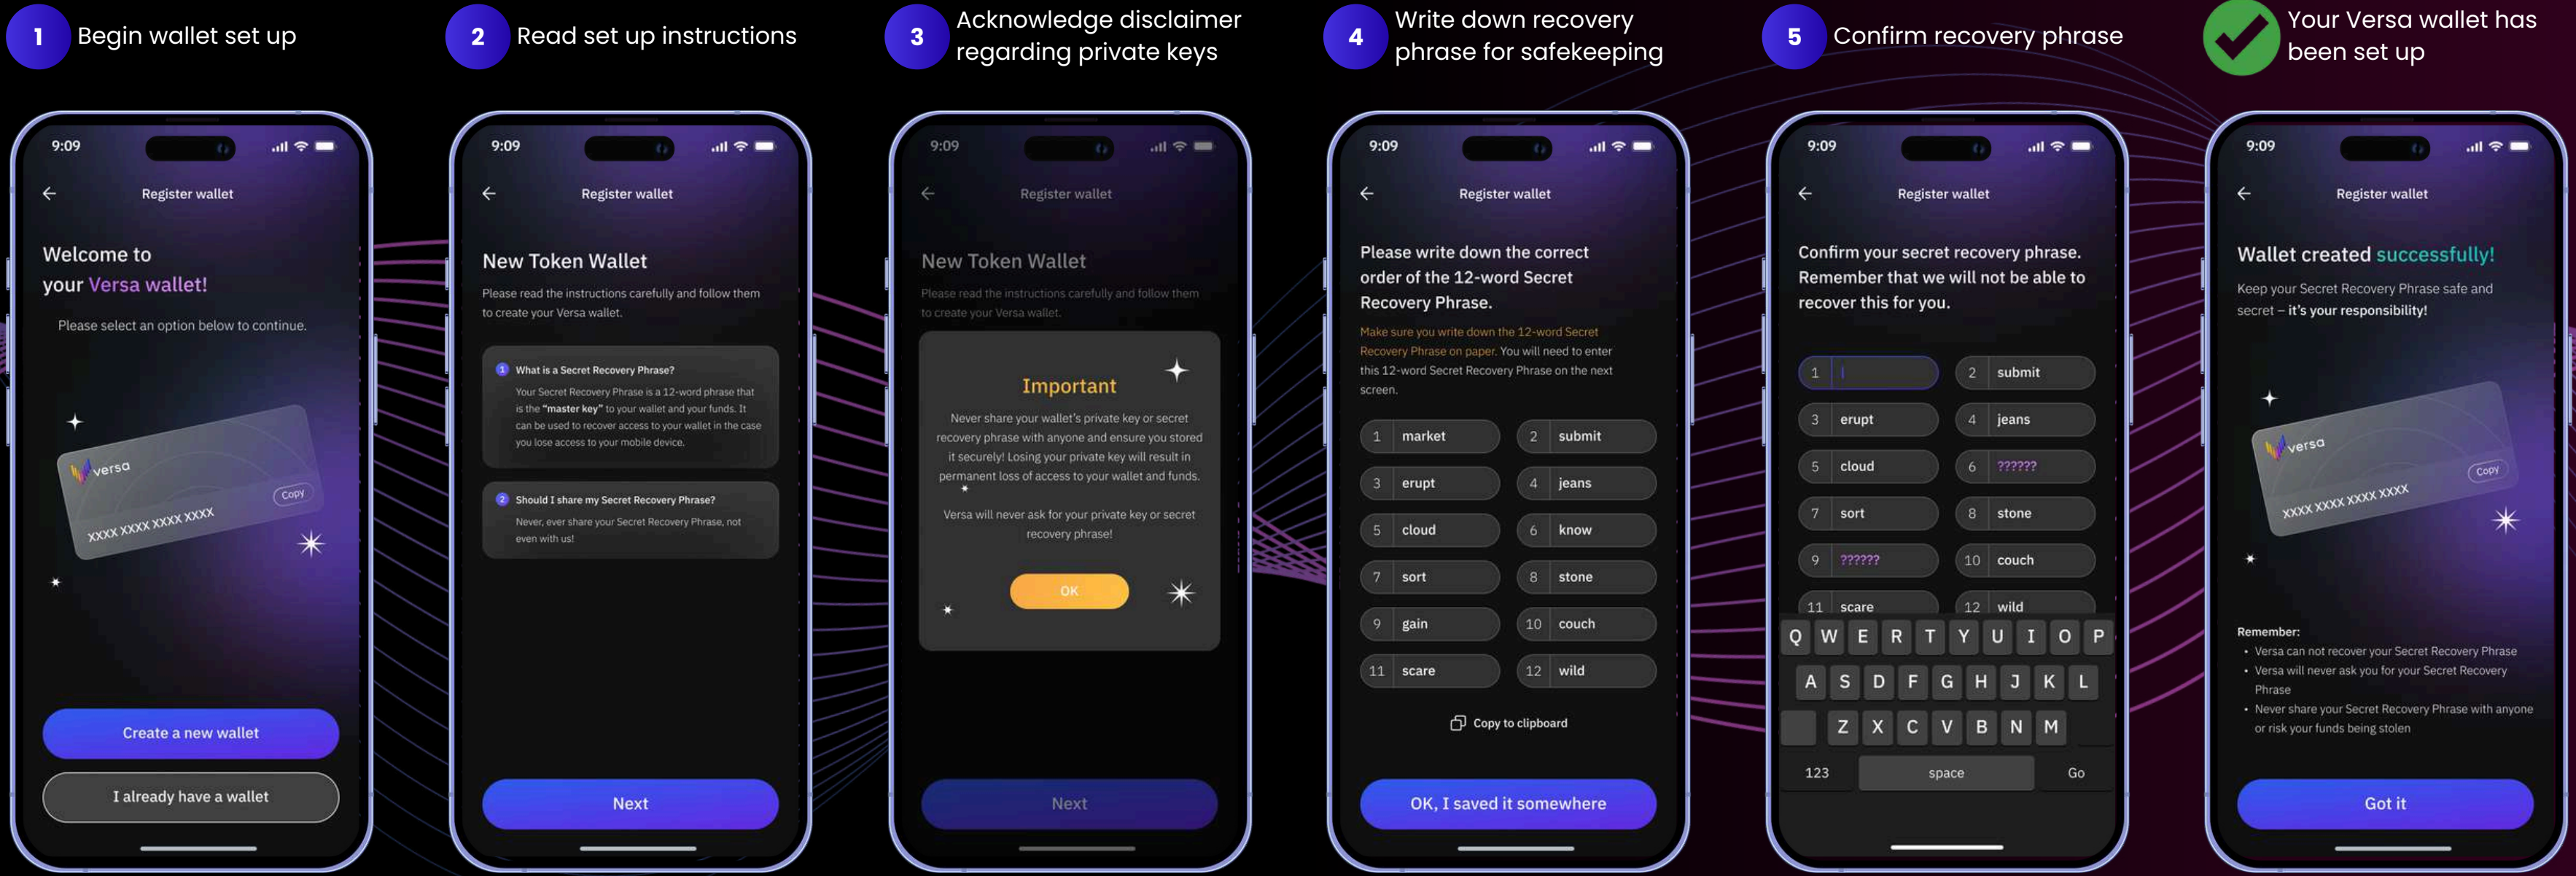 1
Begin wallet set up
2
Read set up instructions
3
Acknowledge disclaimer
regarding private keys
4
Write down recovery
phrase for safekeeping
5
Confirm recovery phrase
Your Versa wallet has
been set up
9:09
Register wallet
Welcome to
your Versa wallet!
Please select an option below to continue.
versa
Copy
XXXX XXXX XXXX XXXX
Create a new wallet
I already have a wallet
9:09
Register wallet
New Token Wallet
Please read the instructions carefully and follow them
to create your Versa wallet.
1 What is a Secret Recovery Phrase?
Your Secret Recovery Phrase is a 12-word phrase that
is the “master key” to your wallet and your funds. It
can be used to recover access to your wallet in the case
you lose access to your mobile device.
2 Should I share my Secret Recovery Phrase?
Never, ever share your Secret Recovery Phrase, not
even with us!
Next
9:09
Register wallet
New Token Wallet
Please read the instructions carefully and follow them
to create your Versa wallet.
Important
Never share your wallet’s private key or secret
recovery phrase with anyone and ensure you stored
it securely! Losing your private key will result in
permanent loss of access to your wallet and funds.
Versa will never ask for your private key or secret
recovery phrase!
OK
Next
9:09
Register wallet
Please write down the correct
order of the 12-word Secret
Recovery Phrase.
Make sure you write down the 12-word Secret
Recovery Phrase on paper. You will need to enter
this 12-word Secret Recovery Phrase on the next
screen.
1 market 2 submit
3 erupt 4 jeans
5 cloud 6 know
7 sort 8 stone
9 gain 10 couch
11 scare 12 wild
Copy to clipboard
OK, I saved it somewhere
9:09
Register wallet
Confirm your secret recovery phrase.
Remember that we will not be able to
recover this for you.
1 2 submit
3 erupt 4 jeans
5 cloud 6 ??????
7 sort 8 stone
9 ?????? 10 couch
11 scare 12 wild
Q W E R T Y U I O P
A S D F G H J K L
Z X C V B N M
123 space Go
9:09
Register wallet
Wallet created successfully!
Keep your Secret Recovery Phrase safe and
secret – it’s your responsibility!
versa
Copy
XXXX XXXX XXXX XXXX
Remember:
• Versa can not recover your Secret Recovery Phrase
• Versa will never ask you for your Secret Recovery
Phrase
• Never share your Secret Recovery Phrase with anyone
or risk your funds being stolen
Got it